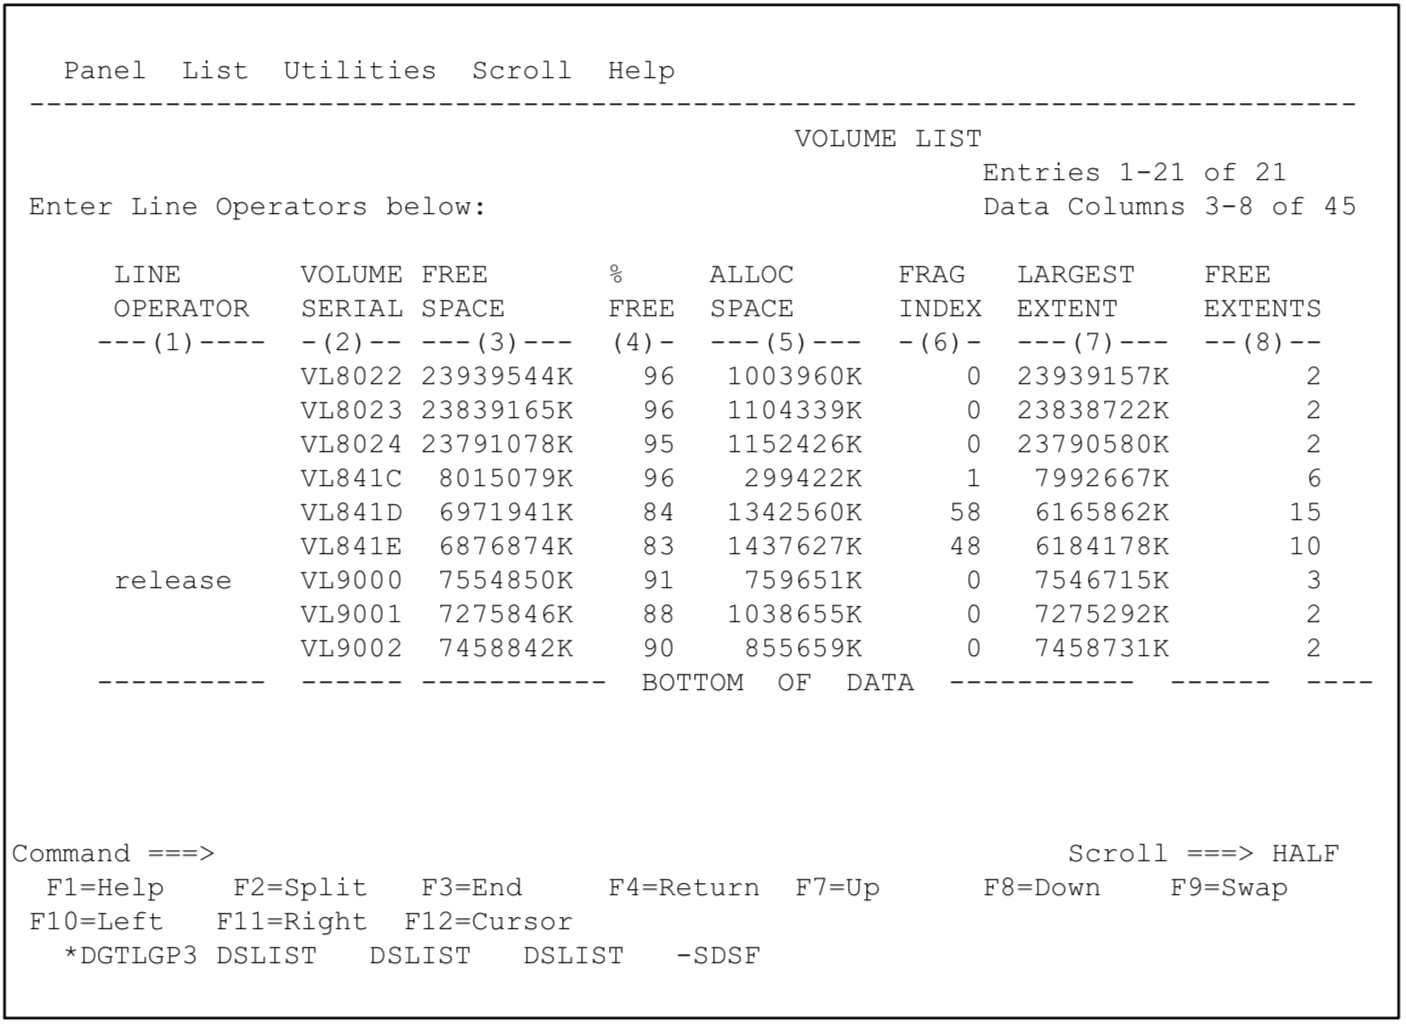 Panel  List  Utilities  Scroll  Help
------------------------------------------------------------------------------
VOLUME LIST
Entries 1-21 of 21
Enter Line Operators below:                             Data Columns 3-8 of 45
     LINE       VOLUME FREE       %     ALLOC      FRAG   LARGEST    FREE
     OPERATOR   SERIAL SPACE      FREE  SPACE      INDEX  EXTENT     EXTENTS
    ---(1)---- -(2)-- ---(3)--- (4)- ---(5)--- -(6)- ---(7)--- --(8)--
                VL8022 23939544K    96   1003960K      0  23939157K        2
                VL8023 23839165K    96   1104339K      0  23838722K        2
                VL8024 23791078K    95   1152426K      0  23790580K        2
                VL841C  8015079K    96    299422K      1   7992667K        6
                VL841D  6971941K    84   1342560K     58   6165862K       15
                VL841E  6876874K    83   1437627K     48   6184178K       10
     release    VL9000  7554850K    91    759651K      0   7546715K        3
                VL9001  7275846K    88   1038655K      0   7275292K        2
                VL9002  7458842K    90    855659K      0   7458731K        2
    ---------- ------ -----------  BOTTOM  OF  DATA  -----------  ------  ----
Command ===>                                                  Scroll ===> HALF
  F1=Help    F2=Split   F3=End     F4=Return  F7=Up      F8=Down    F9=Swap
 F10=Left   F11=Right  F12=Cursor
   *DGTLGP3 DSLIST   DSLIST   DSLIST   -SDSF